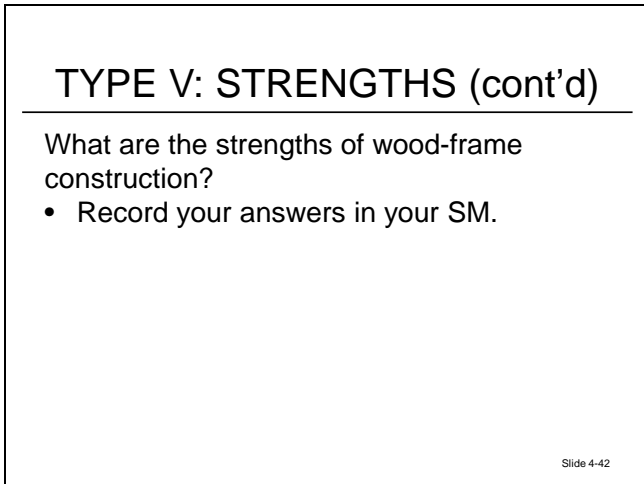 TYPE V: STRENGTHS (cont'd)
What are the strengths of wood-frame
construction?
• Record your answers in your SM.
Slide 4-42